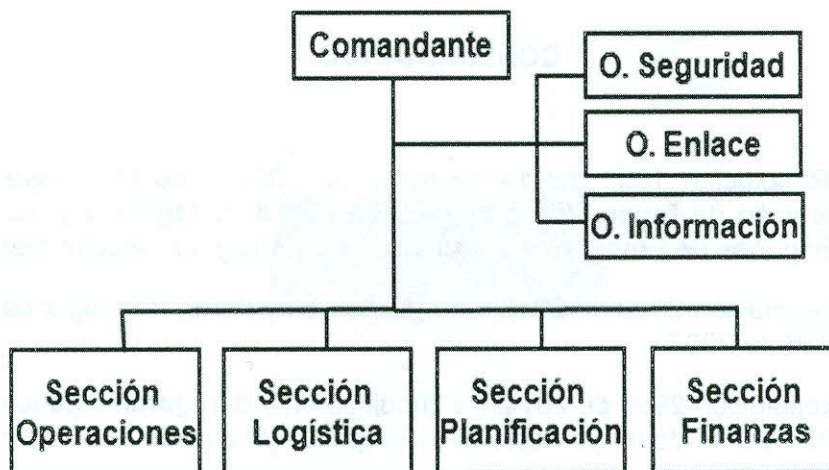 Comandante
O. Seguridad
O. Enlace
O. Información
Sección
Operaciones
Sección
Logística
Sección
Planificación
Sección
Finanzas